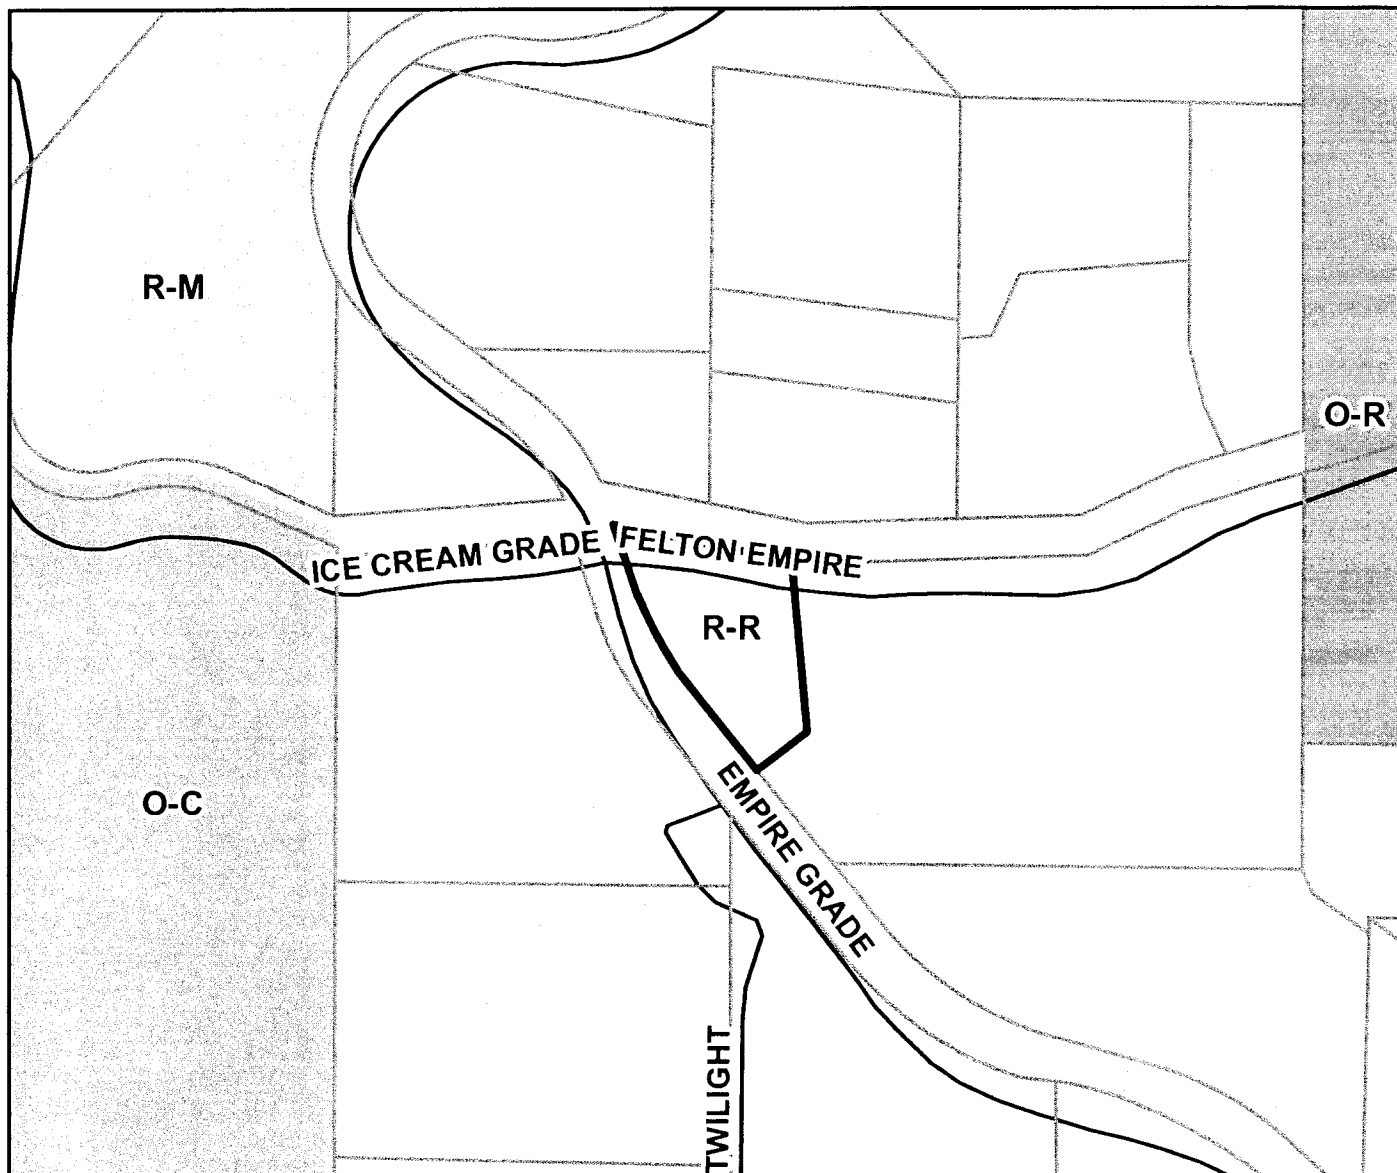 R-M
O-R
ICE CREAM GRADE
FELTON EMPIRE
R-R
O-C
EMPIRE GRADE
TWILIGHT